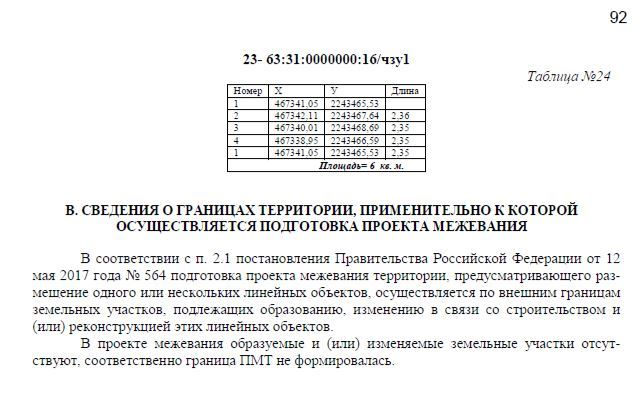 92
23- 63:31:0000000:16/чзу1
Таблица №24
Номер X У Длина
1 467341,05 2243465,53
2 467342,11 2243467,64 2,36
3 467340,01 2243468,69 2,35
4 467338,95 2243466,59 2,35
1 467341,05 2243465,53 2,35
Площадь= 6 кв. м.
В. СВЕДЕНИЯ О ГРАНИЦАХ ТЕРРИТОРИИ, ПРИМЕНИТЕЛЬНО К КОТОРОЙ
ОСУЩЕСТВЛЯЕТСЯ ПОДГОТОВКА ПРОЕКТА МЕЖЕВАНИЯ
В соответствии с п. 2.1 постановления Правительства Российской Федерации от 12
мая 2017 года № 564 подготовка проекта межевания территории, предусматривающего раз-
мещение одного или нескольких линейных объектов, осуществляется по внешним границам
земельных участков, подлежащих образованию, изменению в связи со строительством и
(или) реконструкцией этих линейных объектов.
В проекте межевания образуемые и (или) изменяемые земельные участки отсут-
ствуют, соответственно граница ПМТ не формировалась.